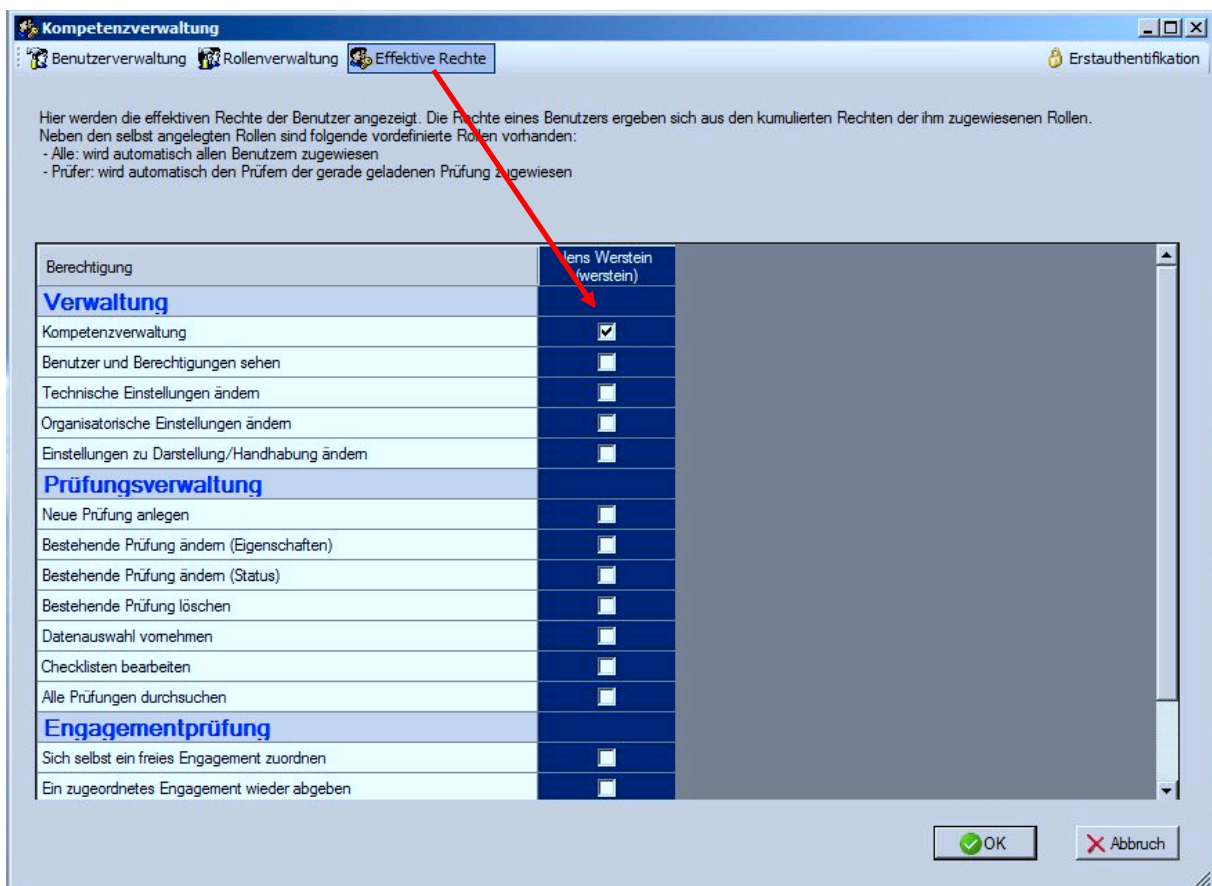 Kompetenzverwaltung
Benutzerverwaltung Rollenverwaltung Effektive Rechte Erstauthentifikation
Hier werden die effektiven Rechte der Benutzer angezeigt. Die Rechte eines Benutzers ergeben sich aus den kumulierten Rechten der ihm zugewiesenen Rollen.
Neben den selbst angelegten Rollen sind folgende vordefinierte Rollen vorhanden:
- Alle: wird automatisch allen Benutzern zugewiesen
- Prüfer: wird automatisch den Prüfern der gerade geladenen Prüfung zugewiesen
Berechtigung
Jens Werstein
(werstein)
Verwaltung
Kompetenzverwaltung
Benutzer und Berechtigungen sehen
Technische Einstellungen ändern
Organisatorische Einstellungen ändern
Einstellungen zu Darstellung/Handhabung ändern
Prüfungsverwaltung
Neue Prüfung anlegen
Bestehende Prüfung ändern (Eigenschaften)
Bestehende Prüfung ändern (Status)
Bestehende Prüfung löschen
Datenauswahl vornehmen
Checklisten bearbeiten
Alle Prüfungen durchsuchen
Engagementprüfung
Sich selbst ein freies Engagement zuordnen
Ein zugeordnetes Engagement wieder abgeben
OK Abbruch